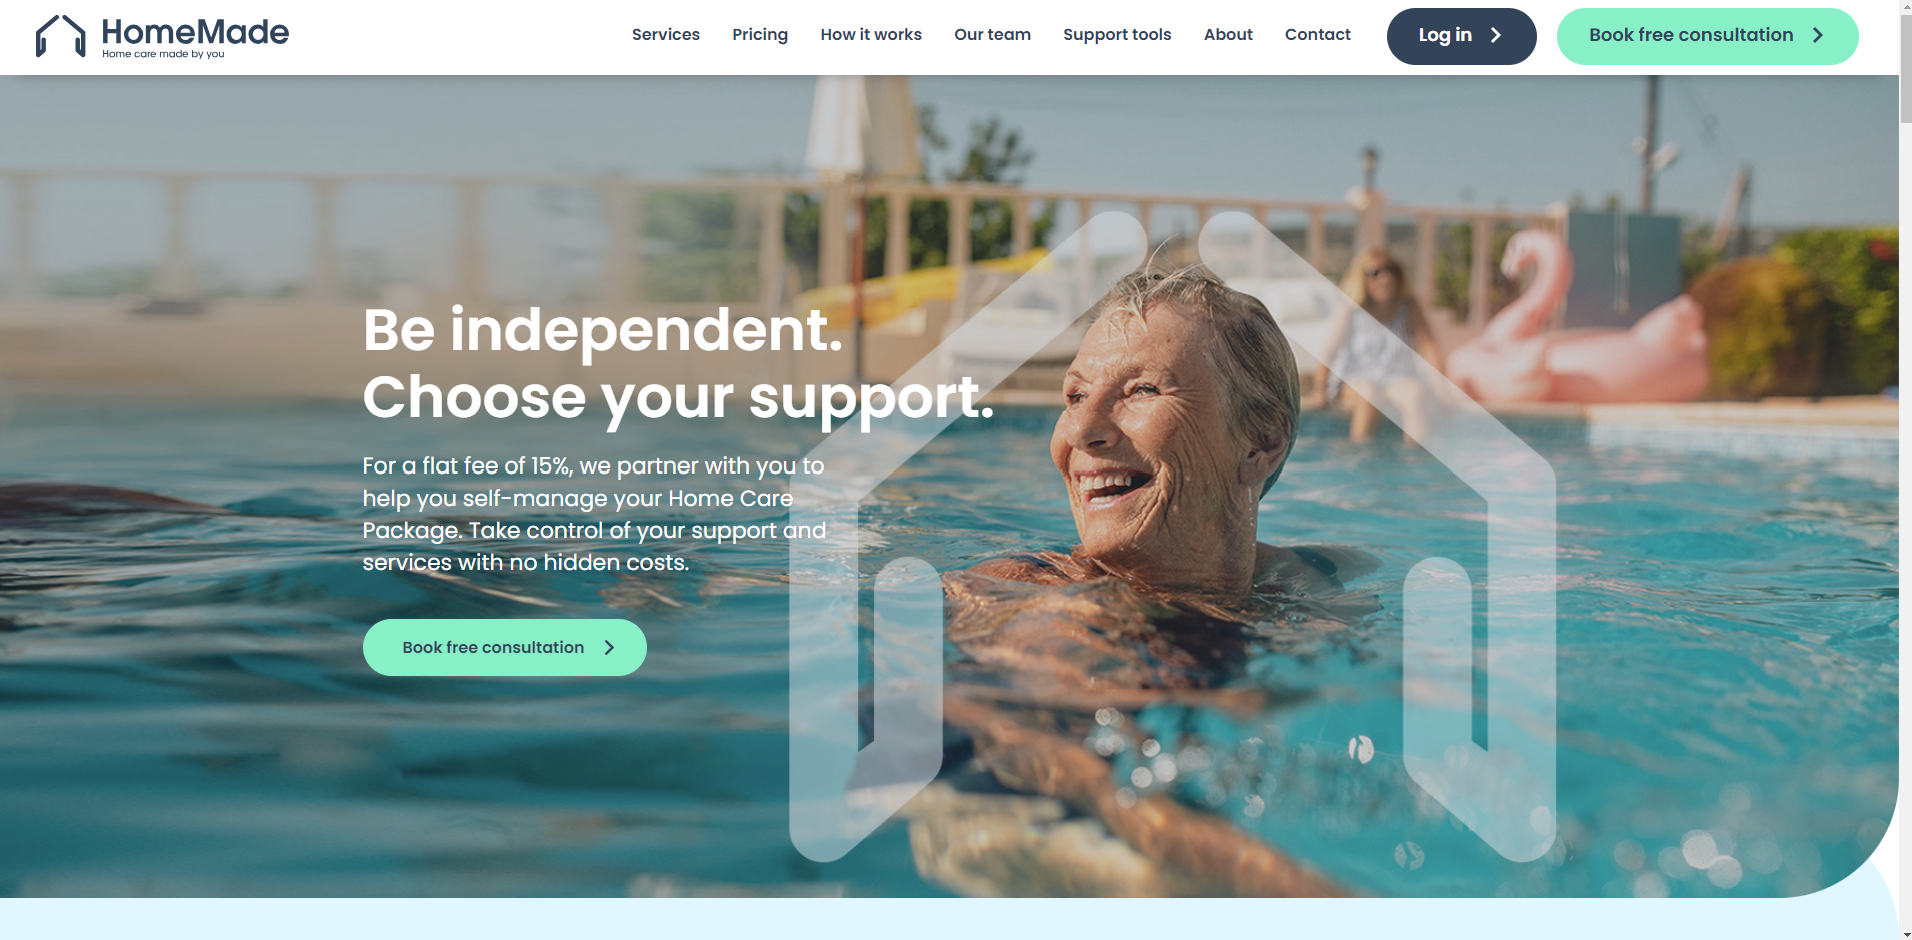 HomeMade
Home care made by you
Services
Pricing
How it works
Our team
Support tools
About
Contact
Log in
Book free consultation
Be independent.
Choose your support.
For a flat fee of 15%, we partner with you to
help you self-manage your Home Care
Package. Take control of your support and
services with no hidden costs.
Book free consultation